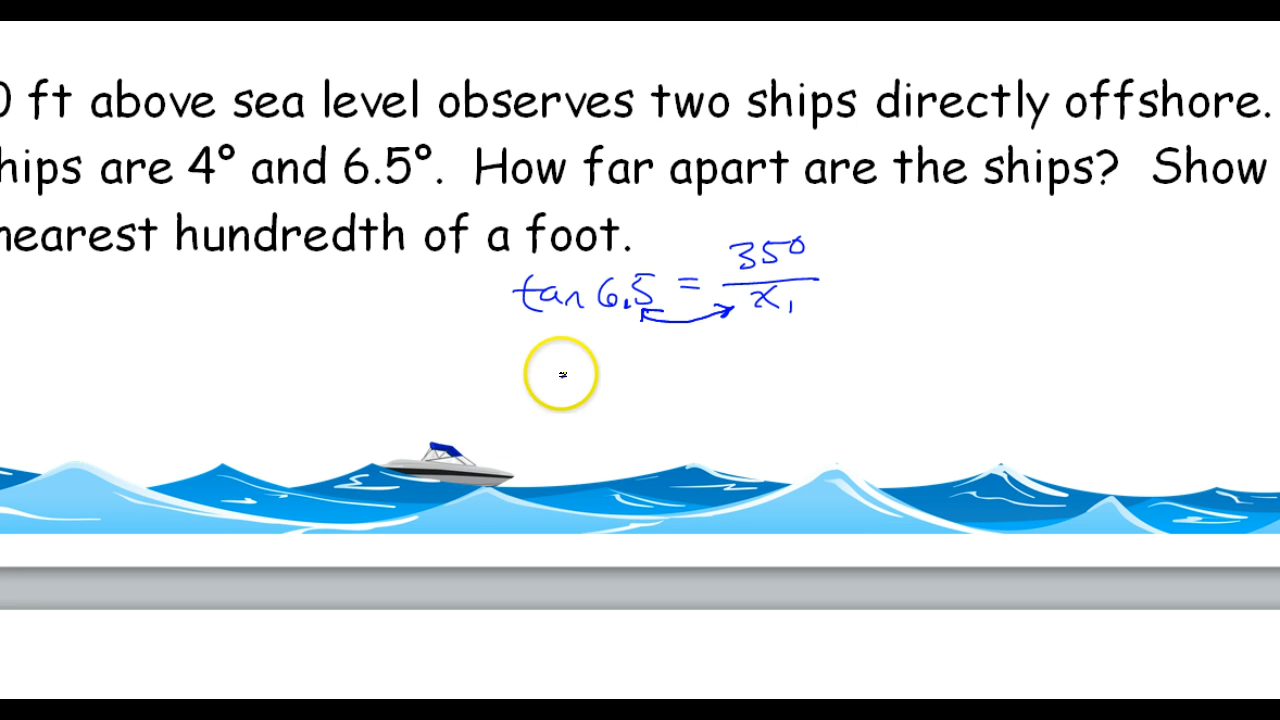 0 ft above sea level observes two ships directly offshore.
hips are 4° and 6.5°. How far apart are the ships? Show
nearest hundredth of a foot.
tan 6.5 = 350
x₁